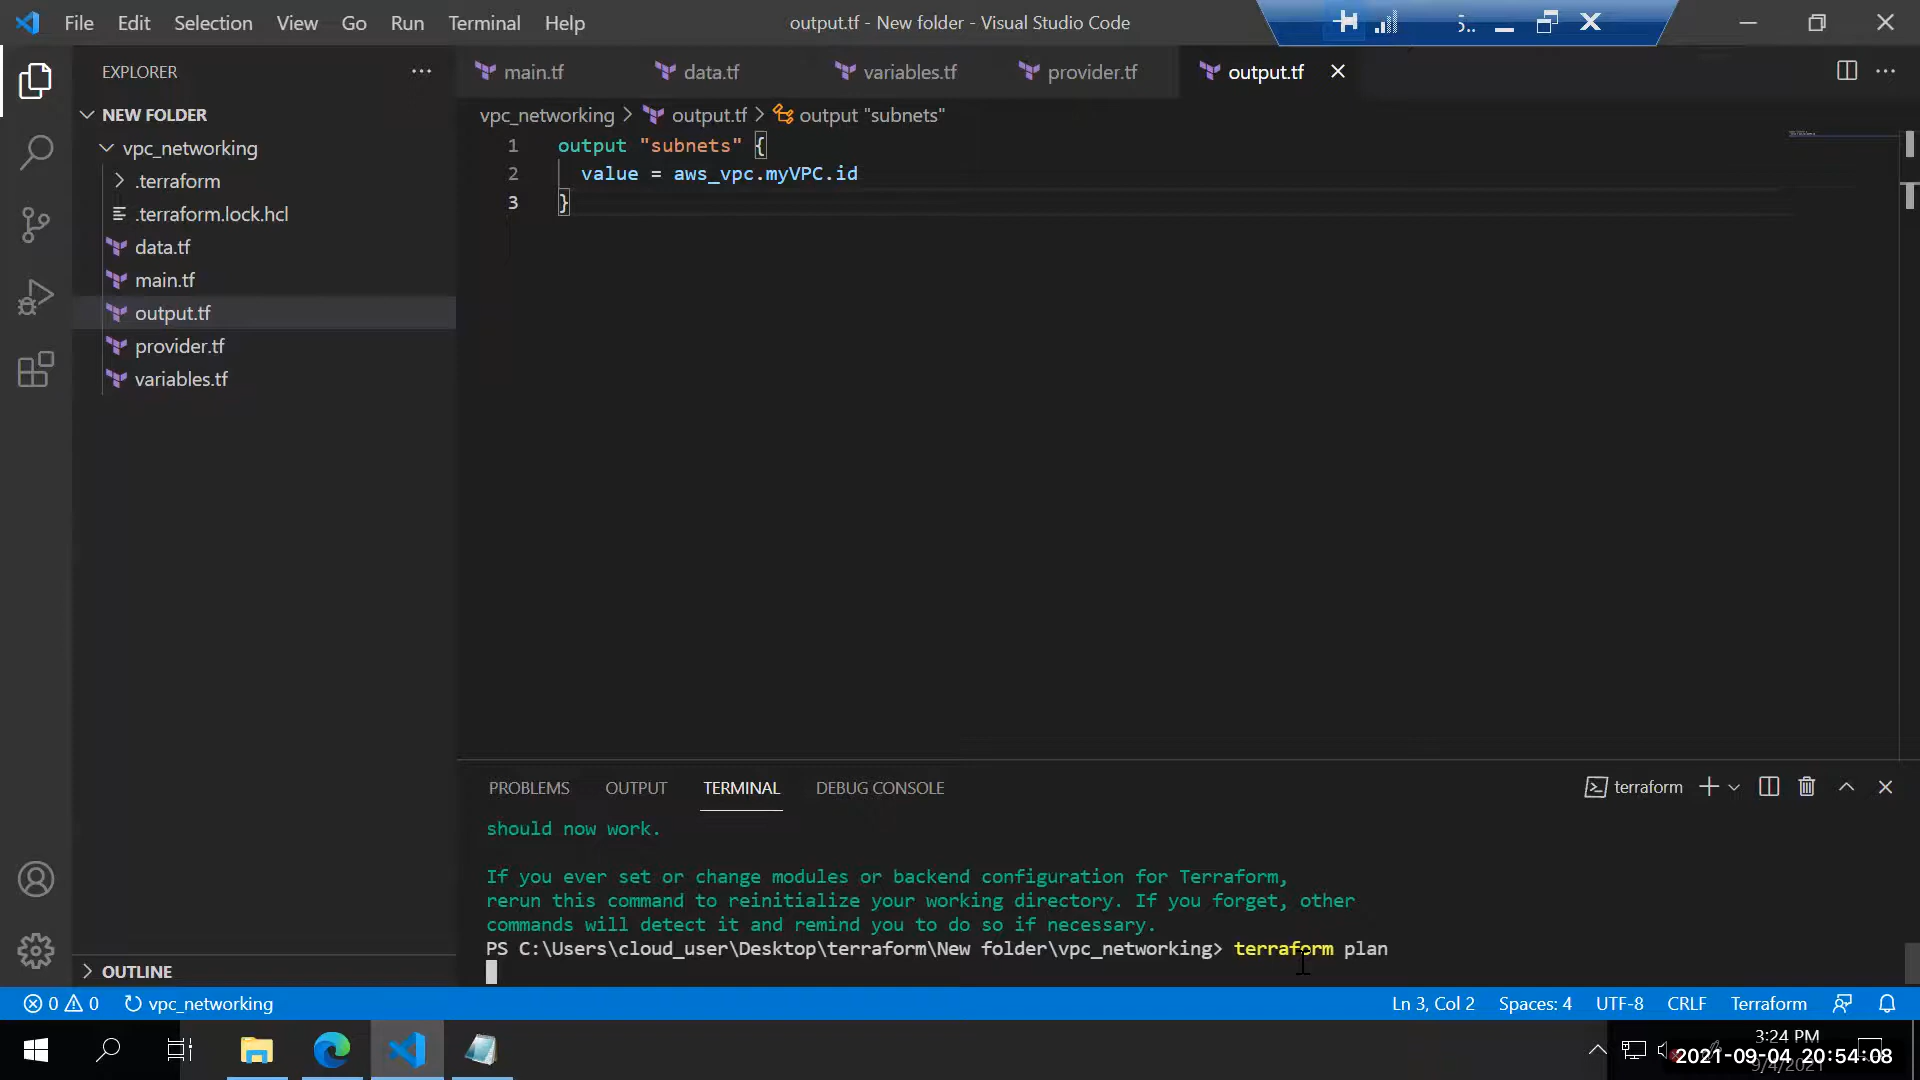 File Edit Selection View Go Run Terminal Help output.tf - New folder - Visual Studio Code
EXPLORER
main.tf data.tf variables.tf provider.tf output.tf
NEW FOLDER
vpc_networking
.terraform
.terraform.lock.hcl
data.tf
main.tf
output.tf
provider.tf
variables.tf
OUTLINE
vpc_networking > output.tf > output "subnets"
1 output "subnets" {
2 value = aws_vpc.myVPC.id
3 }
PROBLEMS OUTPUT TERMINAL DEBUG CONSOLE terraform
should now work.
If you ever set or change modules or backend configuration for Terraform,
rerun this command to reinitialize your working directory. If you forget, other
commands will detect it and remind you to do so if necessary.
PS C:\Users\cloud_user\Desktop\terraform\New folder\vpc_networking> terraform plan
0 0 vpc_networking Ln 3, Col 2 Spaces: 4 UTF-8 CRLF Terraform
3:24 PM
2021-09-04 20:54:08